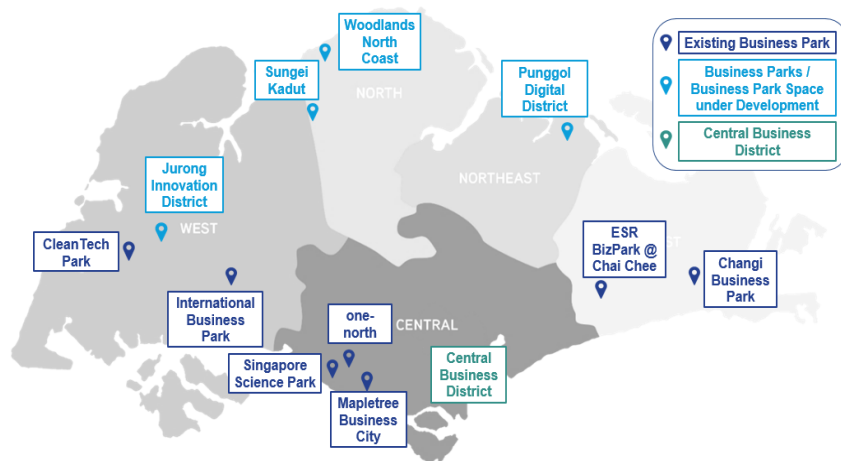 Woodlands
North
Coast
Sungei
Kadut
NORTH
Punggol
Digital
District
Existing Business Park
Business Parks /
Business Park Space
under Development
Central Business
District
Jurong
Innovation
District
WEST
NORTHEAST
CleanTech
Park
International
Business
Park
ESR
BizPark @
Chai Chee
ST
Changi
Business
Park
one-
north
CENTRAL
Singapore
Science Park
Mapletree
Business
City
Central
Business
District